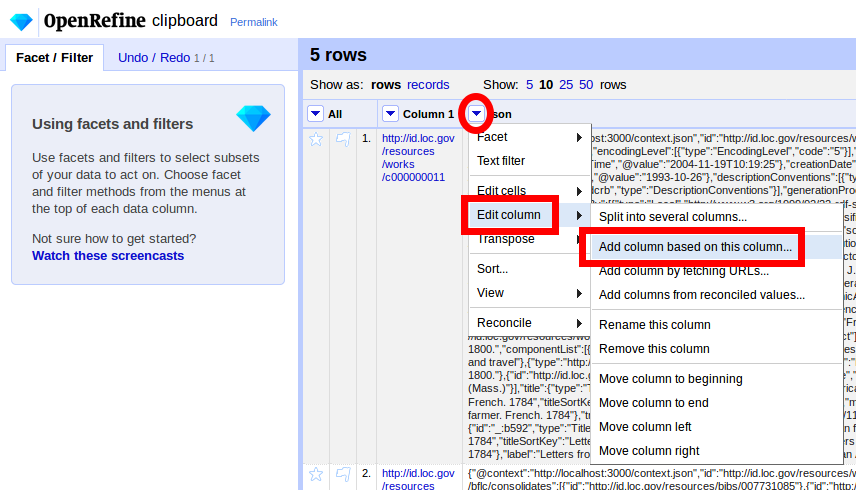 OpenRefine clipboard Permalink
Facet / Filter Undo / Redo 1 / 1
Using facets and filters
Use facets and filters to select subsets
of your data to act on. Choose facet
and filter methods from the menus at
the top of each data column.
Not sure how to get started?
Watch these screencasts
5 rows
Show as: rows records Show: 5 10 25 50 rows
All Column 1 son
1. http://id.loc.gov
/resources
/works
/c000000011
Facet
Text filter
Edit cells
Edit column
Transpose
Sort...
View
Reconcile
Split into several columns...
Add column based on this column...
Add column by fetching URLs...
Add columns from reconciled values...
Rename this column
Remove this column
Move column to beginning
Move column to end
Move column left
Move column right
host:3000/context.json","id":"http://id.loc.gov/resources/w
"encodingLevel":[{"type":"EncodingLevel","code":"5"}],
Time","@value":"2004-11-19T10:19:25"},"creationDate"
,"@value":"1993-10-26"},"descriptionConventions":[{"ty
dcrb","type":"DescriptionConventions"}],"generationProc
1800.","componentList":[{
and travel"},{"type":"http:/
1800."},{"id":"http://id.loc.g
(Mass.)"}],"title":{"type":"T
French. 1784","titleSortKe
farmer. French. 1784"},"tr
{"id":"_:b592","type":"Title
1784","titleSortKey":"Lette
1784"},"label":"Letters fro
2. http://id.loc.gov
/resources
{"@context":"http://localhost:3000/context.json","id":"http://id.loc.gov/resources/w
/bflc/consolidates":[{"id":"http://id.loc.gov/resources/bibs/007731085"},{"id":"http